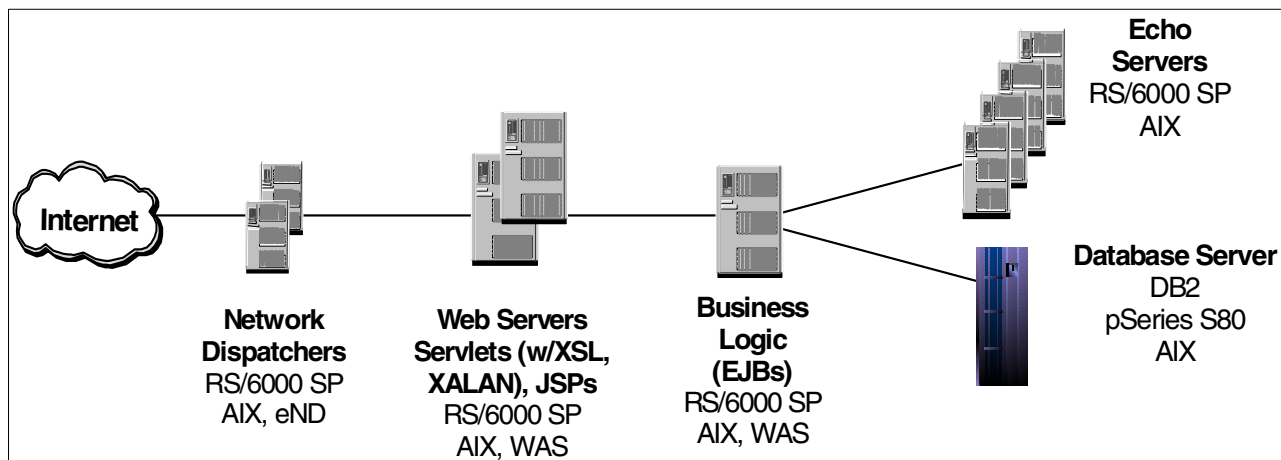 Internet
Network
Dispatchers
RS/6000 SP
AIX, eND
Web Servers
Servlets (w/XSL,
XALAN), JSPs
RS/6000 SP
AIX, WAS
Business
Logic
(EJBs)
RS/6000 SP
AIX, WAS
Echo
Servers
RS/6000 SP
AIX
Database Server
DB2
pSeries S80
AIX